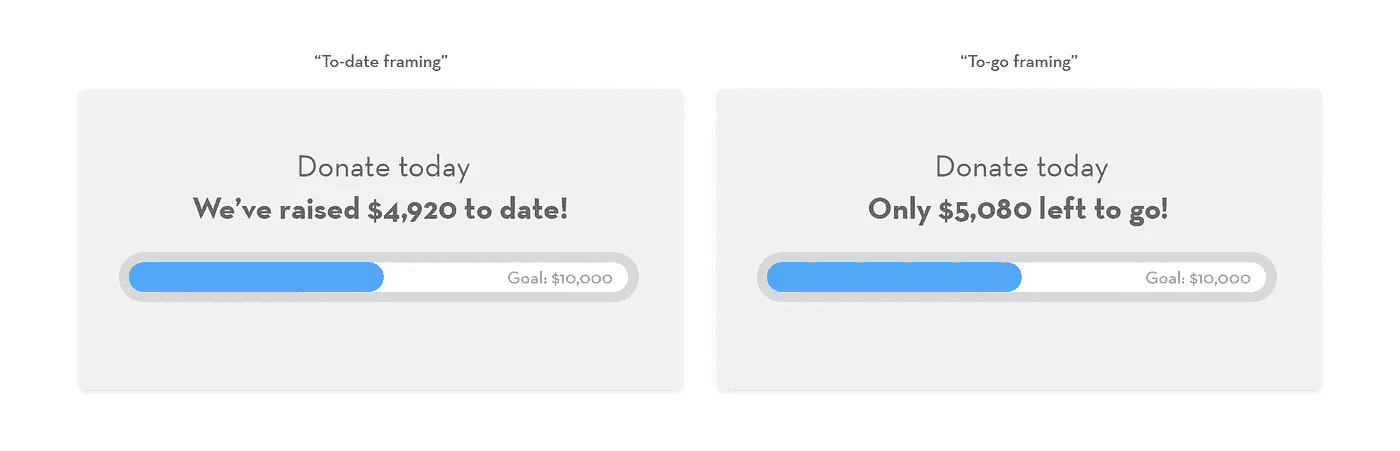 “To-date framing”
Donate today
We’ve raised $4,920 to date!
Goal: $10,000
“To-go framing”
Donate today
Only $5,080 left to go!
Goal: $10,000